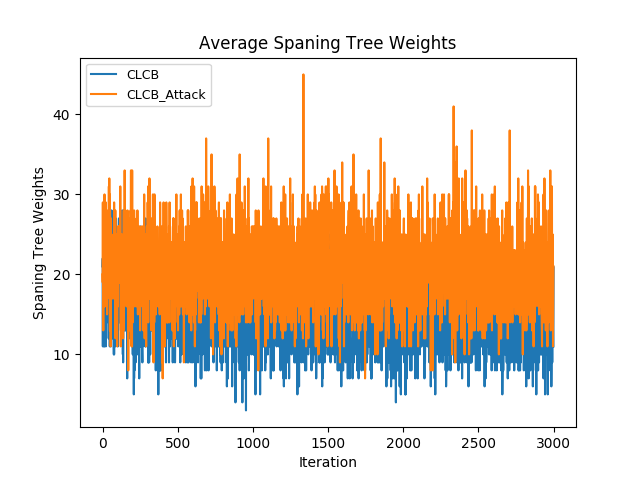 Average Spaning Tree Weights
CLCB
CLCB_Attack
Spaning Tree Weights
40
30
20
10
0
500
1000
1500
2000
2500
3000
Iteration